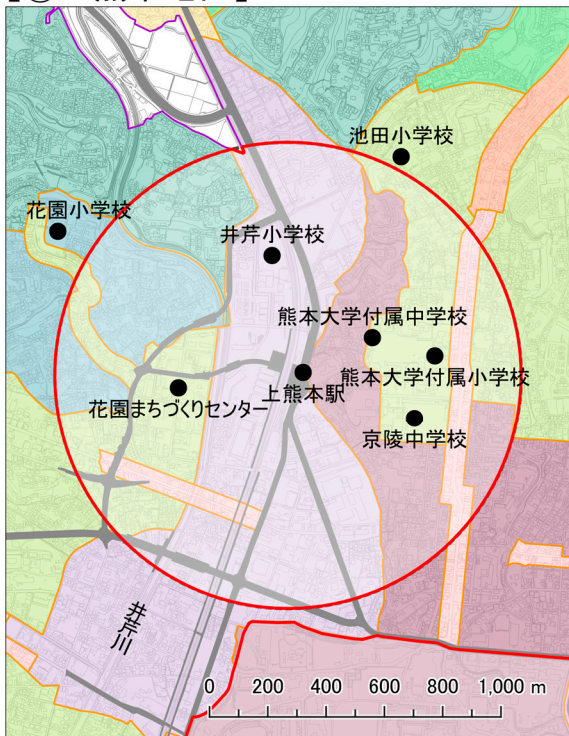 池田小学校
花園小学校
井芹小学校
熊本大学付属中学校
熊本大学付属小学校
上熊本駅
花園まちづくりセンター
京陵中学校
井芹川
0 200 400 600 800 1,000 m